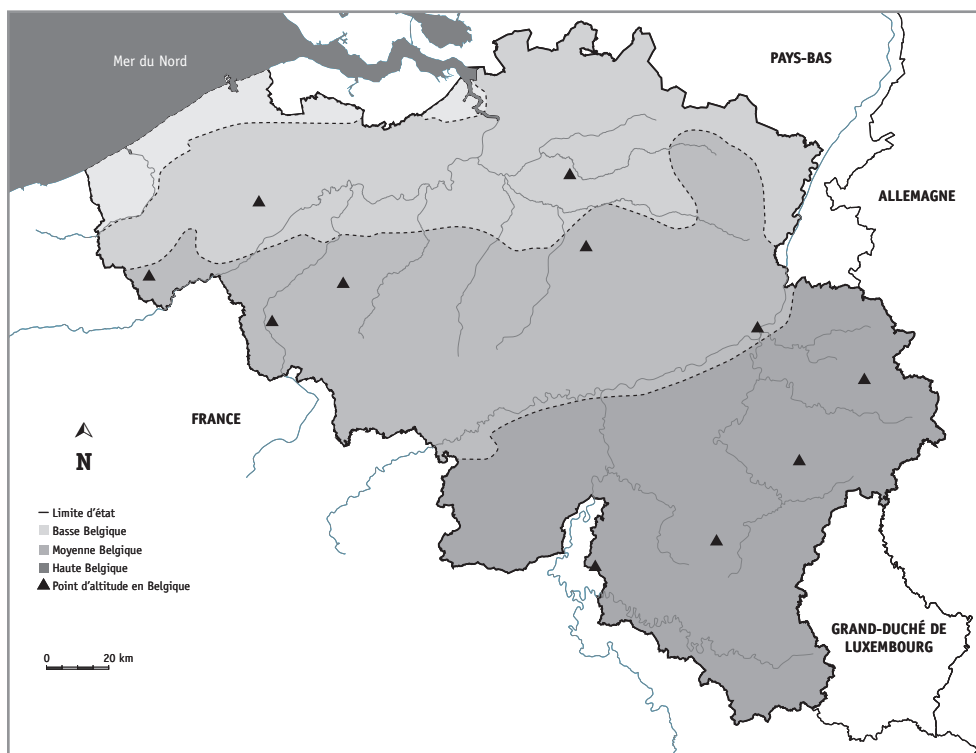 Mer du Nord
PAYS-BAS
ALLEMAGNE
FRANCE
N
– Limite d'état
Basse Belgique
Moyenne Belgique
Haute Belgique
▲ Point d'altitude en Belgique
GRAND-DUCHÉ DE
LUXEMBOURG
0 20 km